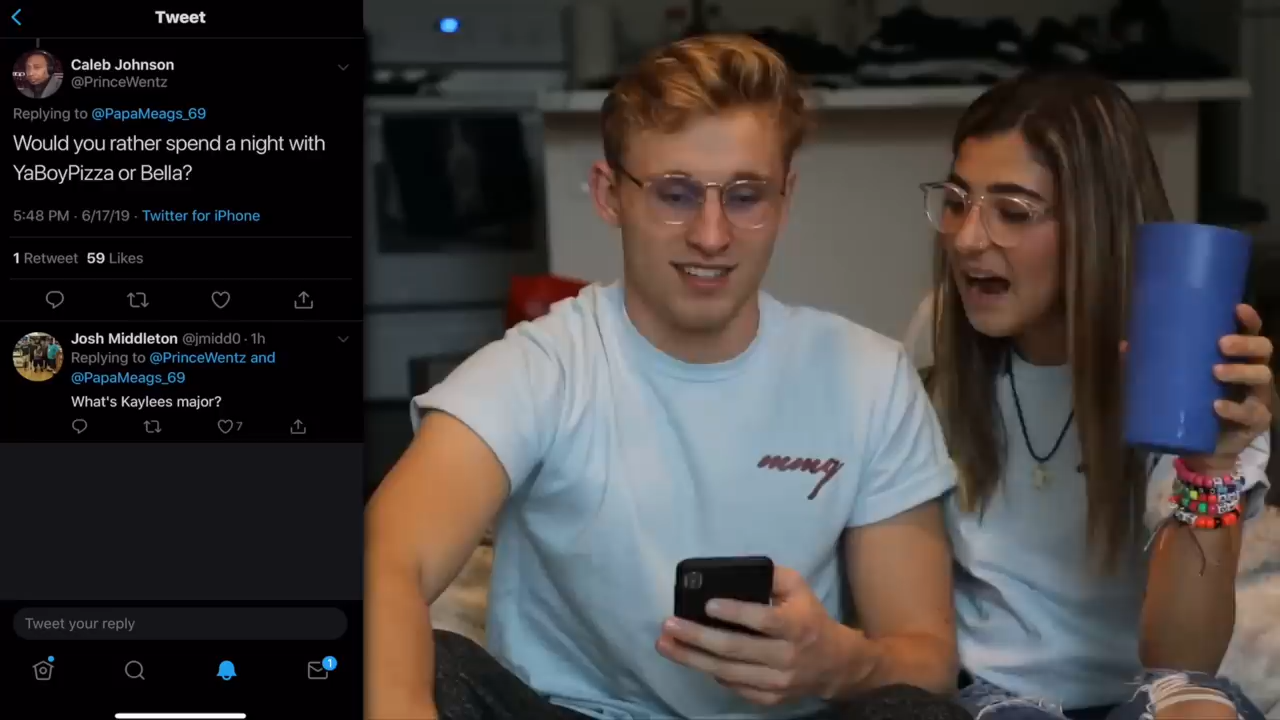 Tweet
Caleb Johnson
@PrinceWentz
Replying to @PapaMeags_69
Would you rather spend a night with
YaBoyPizza or Bella?
5:48 PM · 6/17/19 · Twitter for iPhone
1 Retweet 59 Likes
Josh Middleton @jmidd0 · 1h
Replying to @PrinceWentz and
@PapaMeags_69
What's Kaylees major?
7
Tweet your reply
1
mmg